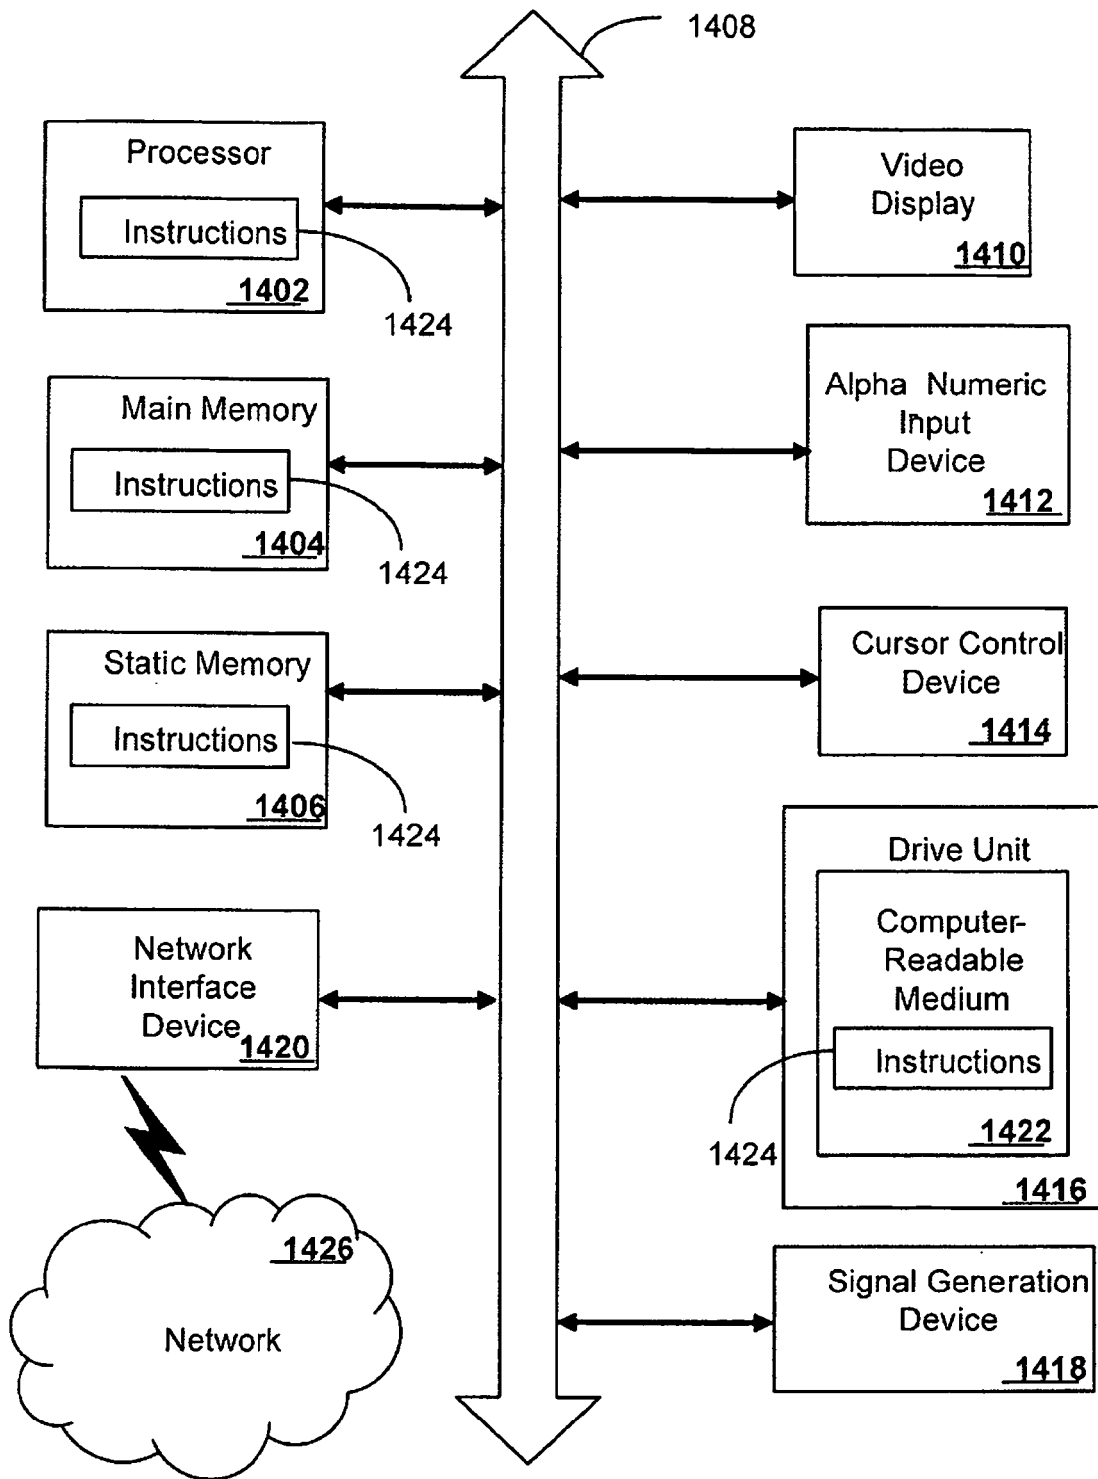 1408
Processor
Instructions
1402
1424
Main Memory
Instructions
1404
1424
Static Memory
Instructions
1406
1424
Network
Interface
Device
1420
1426
Network
Video
Display
1410
Alpha Numeric
Input
Device
1412
Cursor Control
Device
1414
Drive Unit
Computer-
Readable
Medium
Instructions
1424
1422
1416
Signal Generation
Device
1418